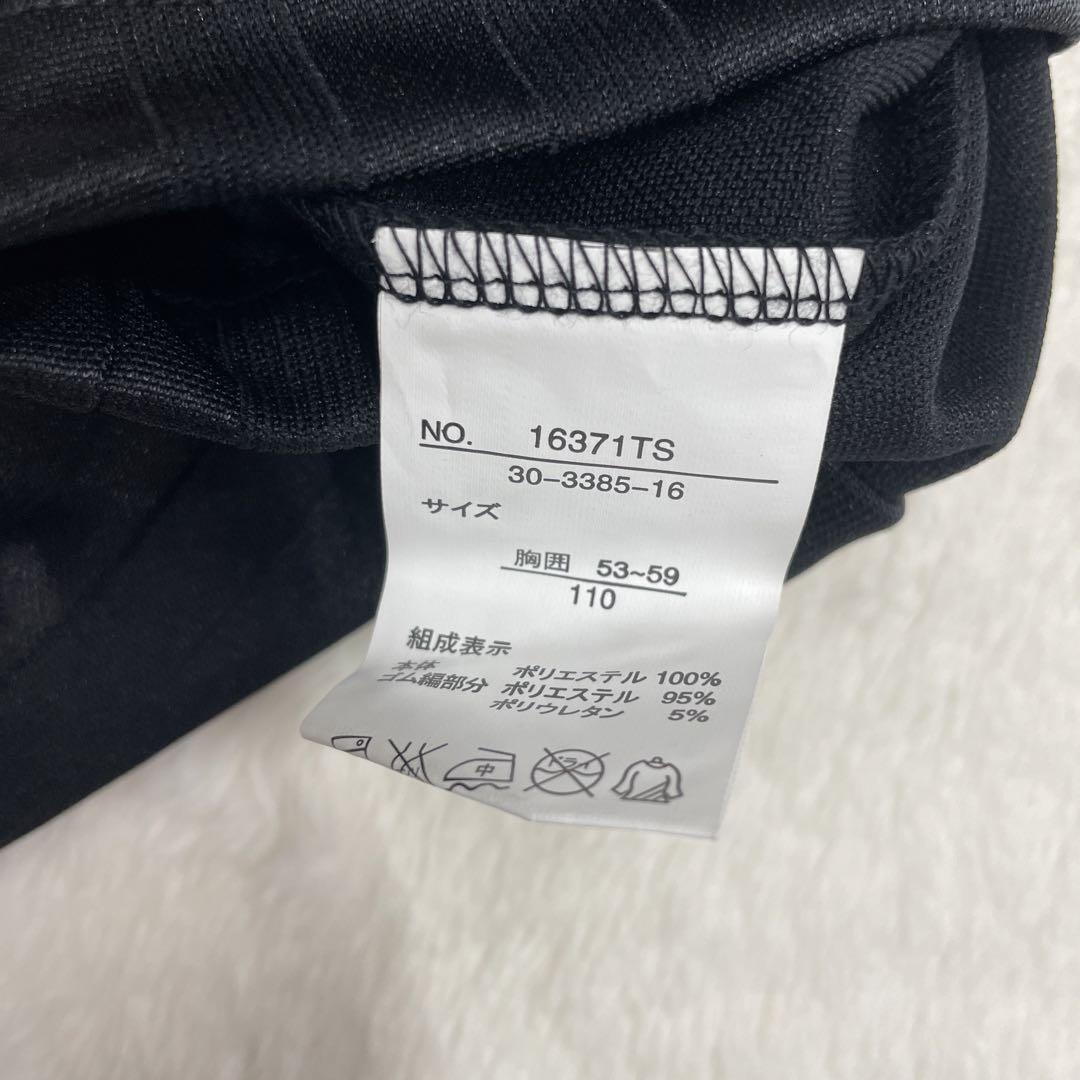 NO. 16371TS
30-3385-16
サイズ
胸囲 53~59
110
組成表示
本体 ポリエステル 100%
ゴム編部分 ポリエステル 95%
ポリウレタン 5%
中 ドライ